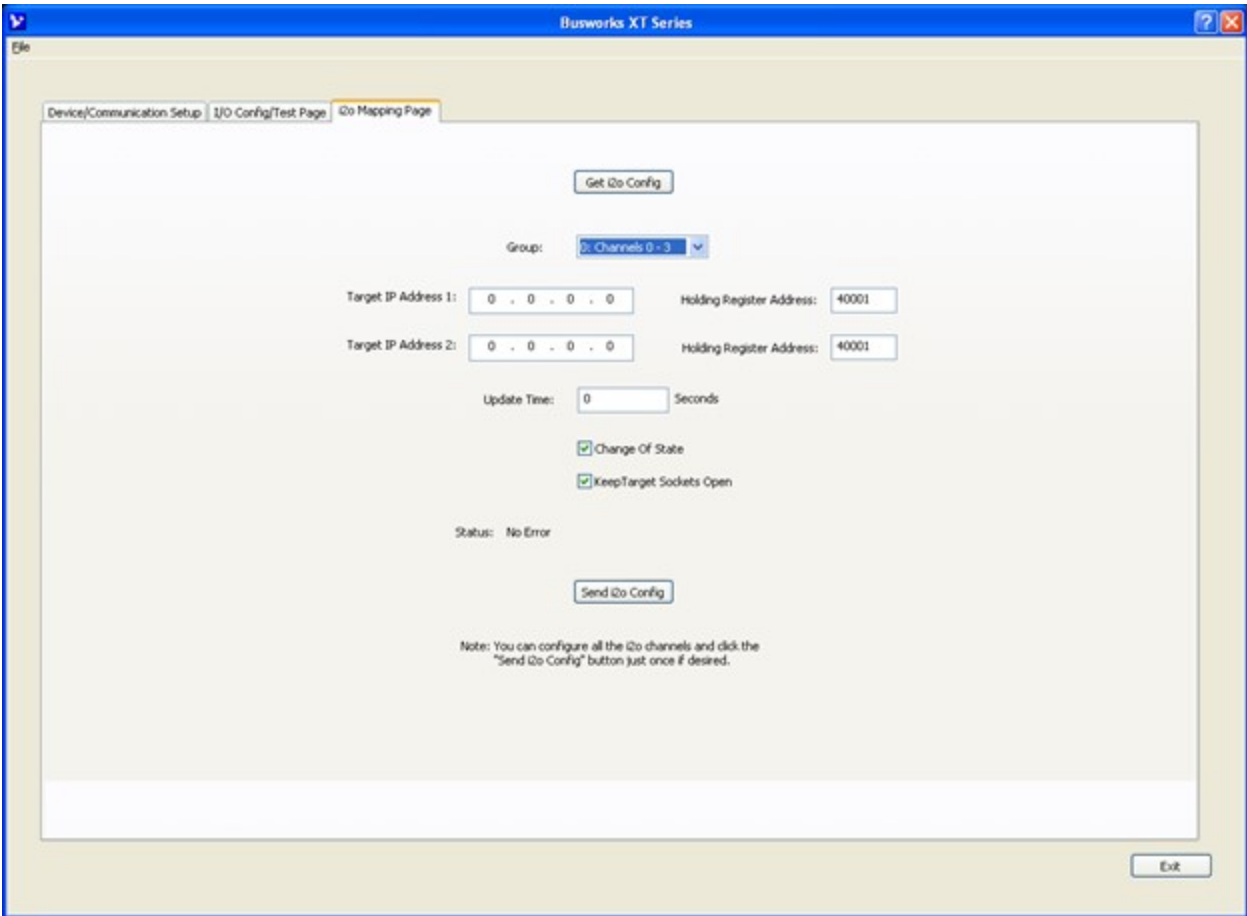 Busworks XT Series
File
Device/Communication Setup
I/O Config/Test Page
i2o Mapping Page
Get i2o Config
Group: 0: Channels 0 - 3
Target IP Address 1: 0 . 0 . 0 . 0 Holding Register Address: 40001
Target IP Address 2: 0 . 0 . 0 . 0 Holding Register Address: 40001
Update Time: 0 Seconds
Change Of State
KeepTarget Sockets Open
Status: No Error
Send i2o Config
Note: You can configure all the i2o channels and click the
"Send i2o Config" button just once if desired.
Exit